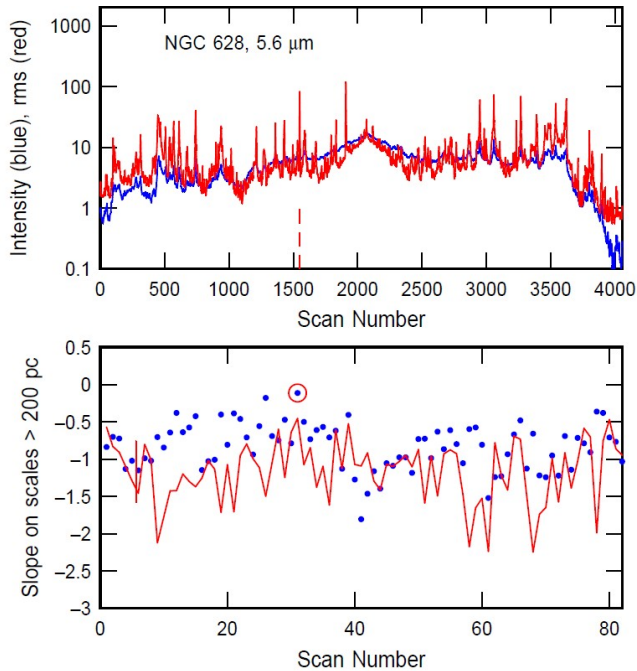 1000
100
10
1
0.1
Intensity (blue), rms (red)
NGC 628, 5.6 µm
0 500 1000 1500 2000 2500 3000 3500 4000
Scan Number
0.5
0
–0.5
–1
–1.5
–2
–2.5
–3
Slope on scales > 200 pc
0 20 40 60 80
Scan Number